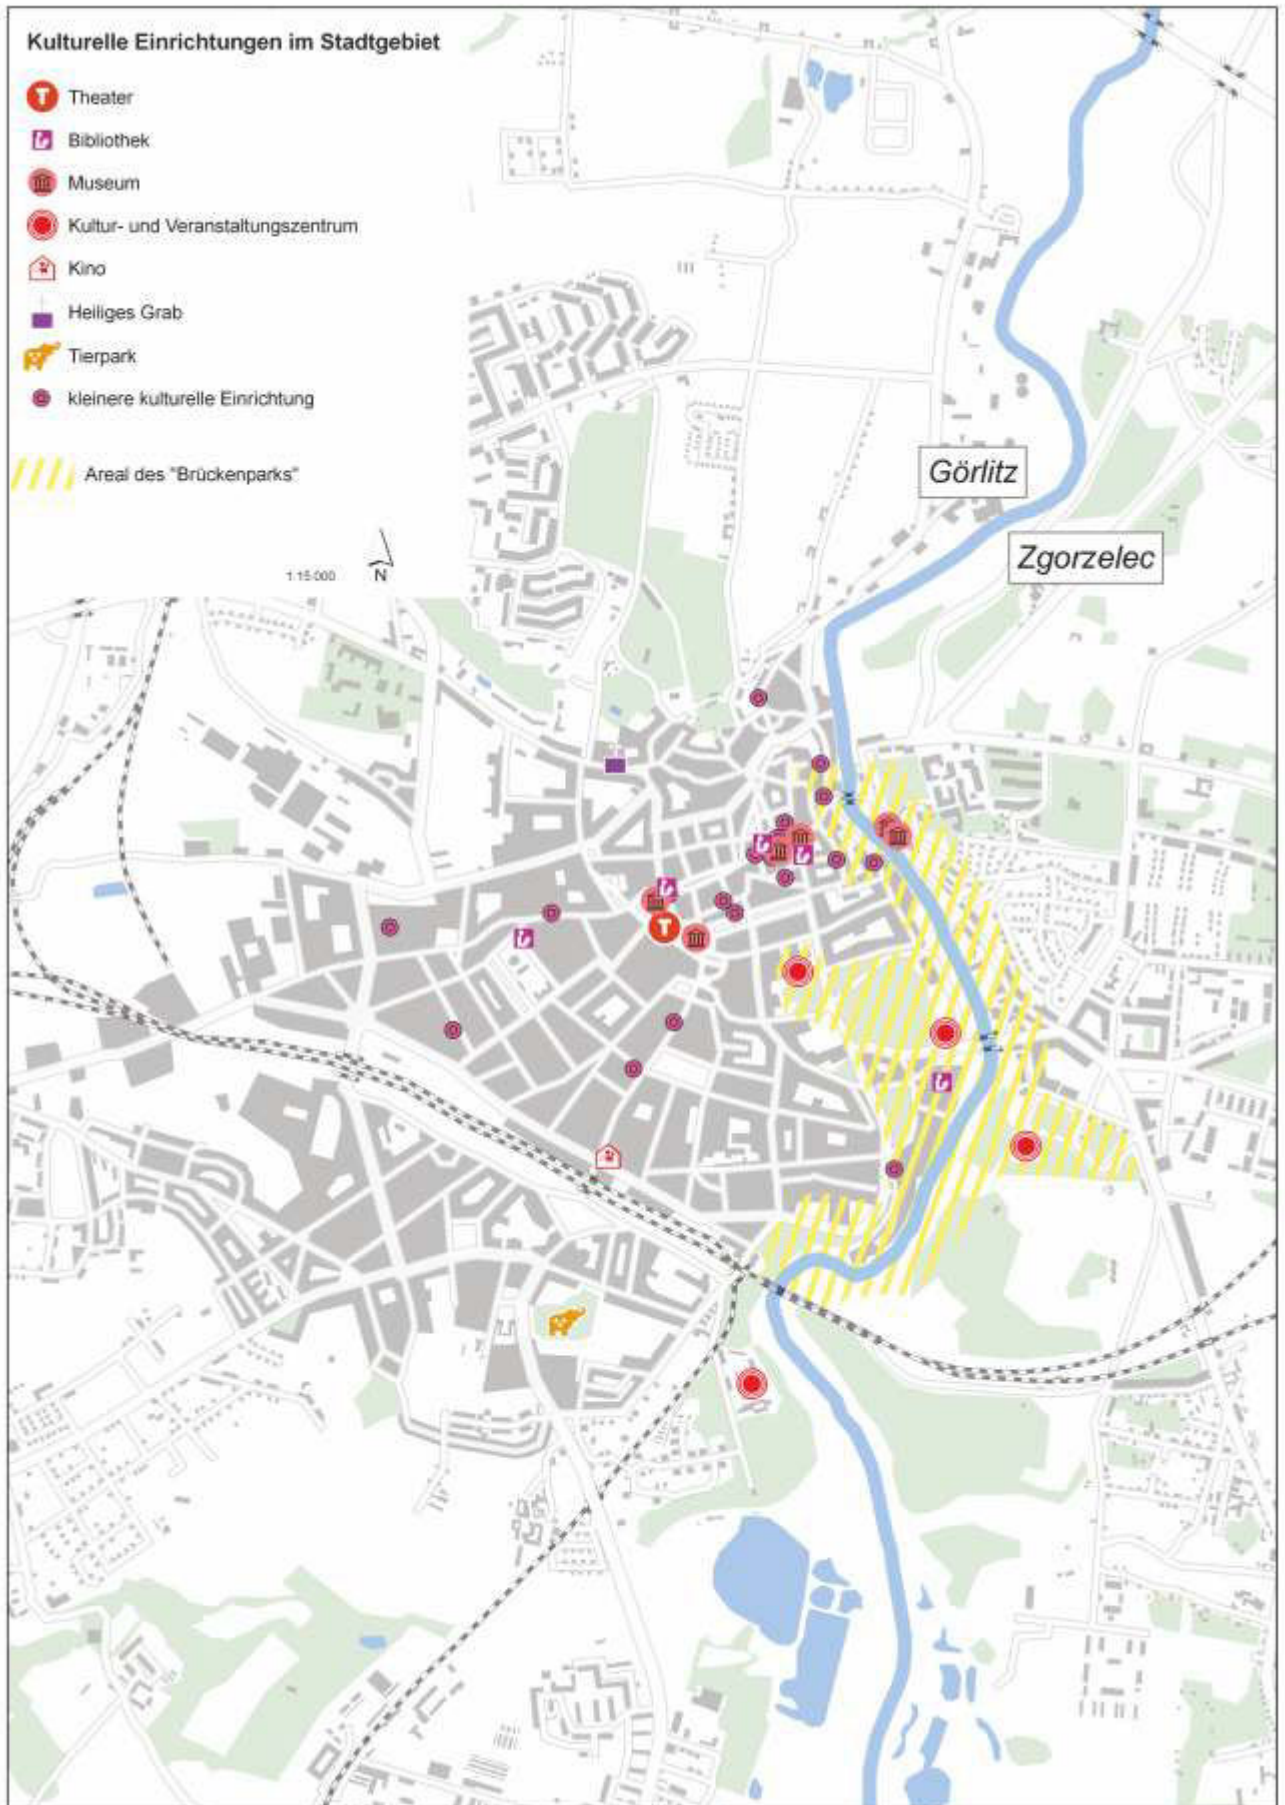 Kulturelle Einrichtungen im Stadtgebiet
T Theater
Bibliothek
Museum
Kultur- und Veranstaltungszentrum
Kino
Heiliges Grab
Tierpark
kleinere kulturelle Einrichtung
Areal des "Brückenparks"
1:15 000
N
Görlitz
Zgorzelec
T